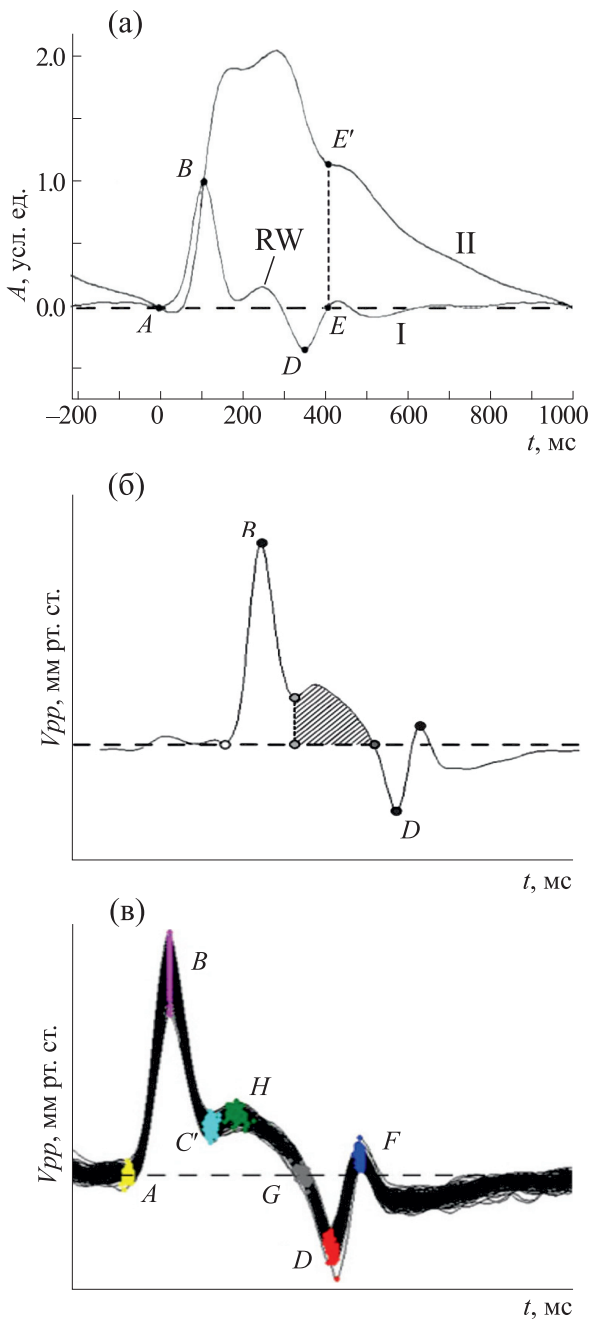 (а)
2.0
1.0
0.0
A, усл. ед.
B
E′
RW
II
A
E
I
D
–200 0 200 400 600 800 1000
t, мс
(б)
B
Vpp, мм рт. ст.
D
t, мс
(в)
B
H
C′
F
Vpp, мм рт. ст.
A
G
D
t, мс